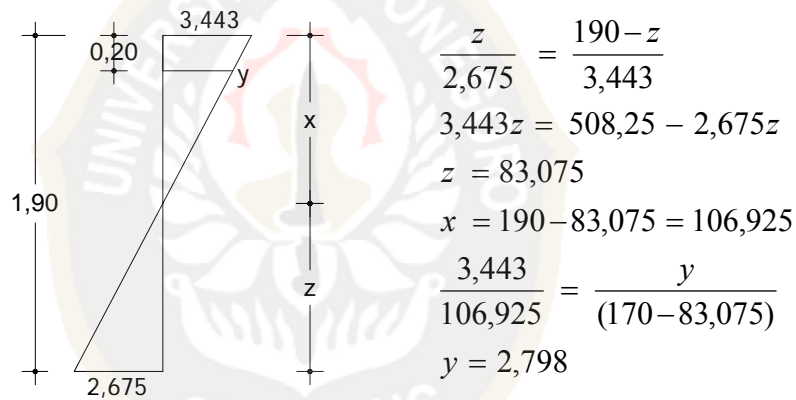 3,443
0,20
y
x
1,90
z
2,675
z/2,675 = 190−z/3,443
3,443z = 508,25 − 2,675z
z = 83,075
x = 190−83,075 = 106,925
3,443/106,925 = y/(170−83,075)
y = 2,798